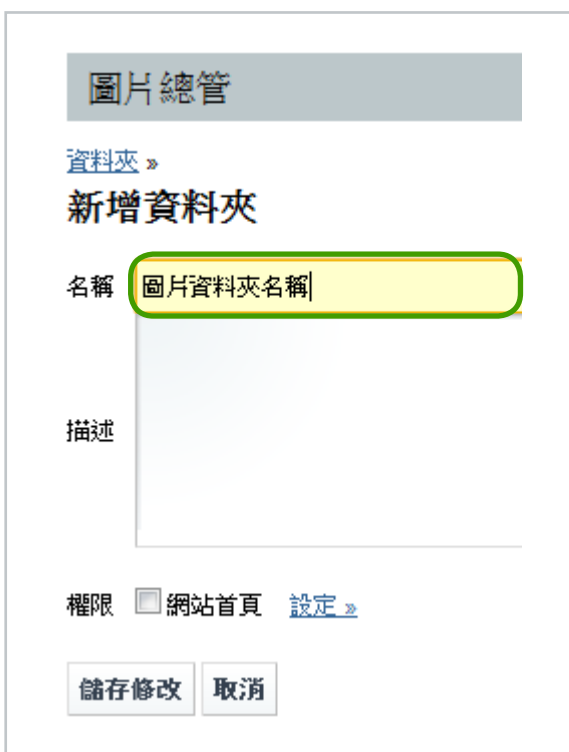 圖片總管
資料夾 »
新增資料夾
名稱 圖片資料夾名稱
描述
權限 網站首頁 設定 »
儲存修改 取消